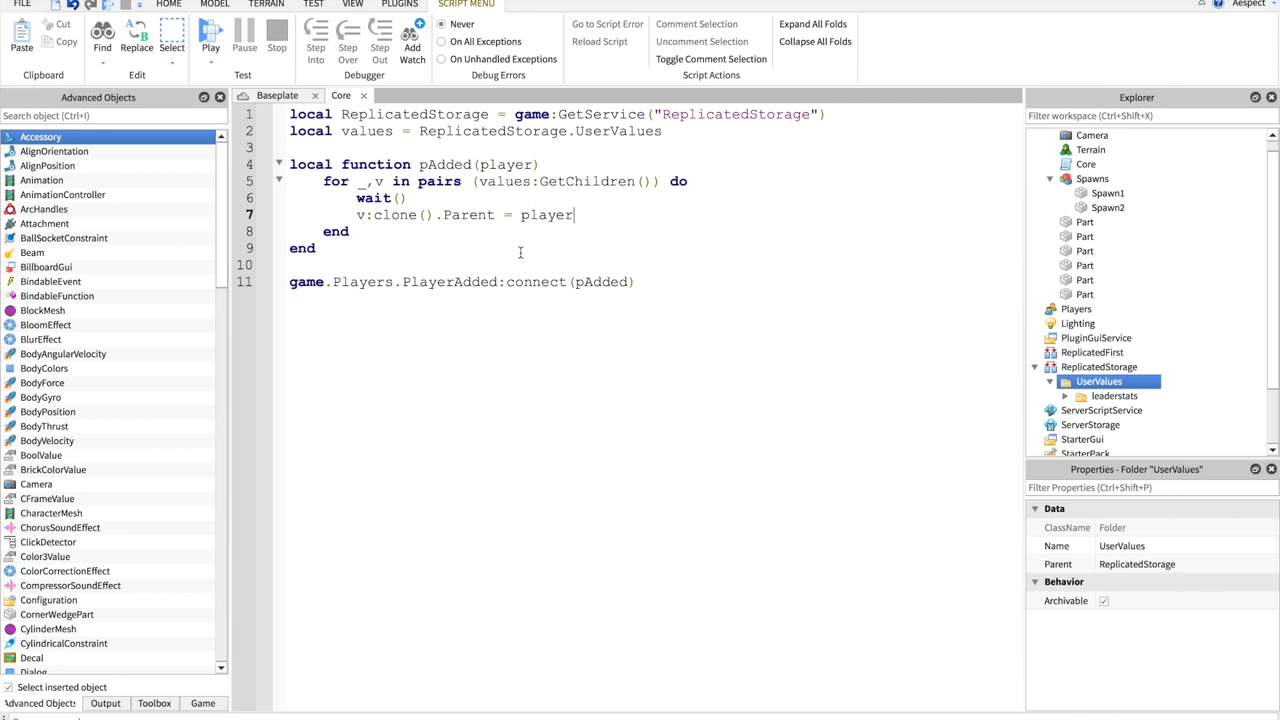 FILE HOME MODEL TERRAIN TEST VIEW PLUGINS SCRIPT MENU Aespect
Paste Cut Copy Find Replace Select Play Pause Stop Step Into Step Over Step Out Add Watch
Never
On All Exceptions
On Unhandled Exceptions
Go to Script Error
Reload Script
Comment Selection
Uncomment Selection
Toggle Comment Selection
Expand All Folds
Collapse All Folds
Clipboard Edit Test Debugger Debug Errors Script Actions
Advanced Objects
Search object (Ctrl+I)
Accessory
AlignOrientation
AlignPosition
Animation
AnimationController
ArcHandles
Attachment
BallSocketConstraint
Beam
BillboardGui
BindableEvent
BindableFunction
BlockMesh
BloomEffect
BlurEffect
BodyAngularVelocity
BodyColors
BodyForce
BodyGyro
BodyPosition
BodyThrust
BodyVelocity
BoolValue
BrickColorValue
Camera
CFrameValue
CharacterMesh
ChorusSoundEffect
ClickDetector
Color3Value
ColorCorrectionEffect
CompressorSoundEffect
Configuration
CornerWedgePart
CylinderMesh
CylindricalConstraint
Decal
Dialog
Select inserted object
Advanced Objects Output Toolbox Game
Baseplate Core
1 local ReplicatedStorage = game:GetService("ReplicatedStorage")
2 local values = ReplicatedStorage.UserValues
3
4 local function pAdded(player)
5 for _,v in pairs (values:GetChildren()) do
6 wait()
7 v:clone().Parent = player
8 end
9 end
10
11 game.Players.PlayerAdded:connect(pAdded)
Explorer
Filter workspace (Ctrl+Shift+X)
Camera
Terrain
Core
Spawns
Spawn1
Spawn2
Part
Part
Part
Part
Part
Part
Players
Lighting
PluginGuiService
ReplicatedFirst
ReplicatedStorage
UserValues
leaderstats
ServerScriptService
ServerStorage
StarterGui
StarterPack
Properties - Folder "UserValues"
Filter Properties (Ctrl+Shift+P)
Data
ClassName Folder
Name UserValues
Parent ReplicatedStorage
Behavior
Archivable